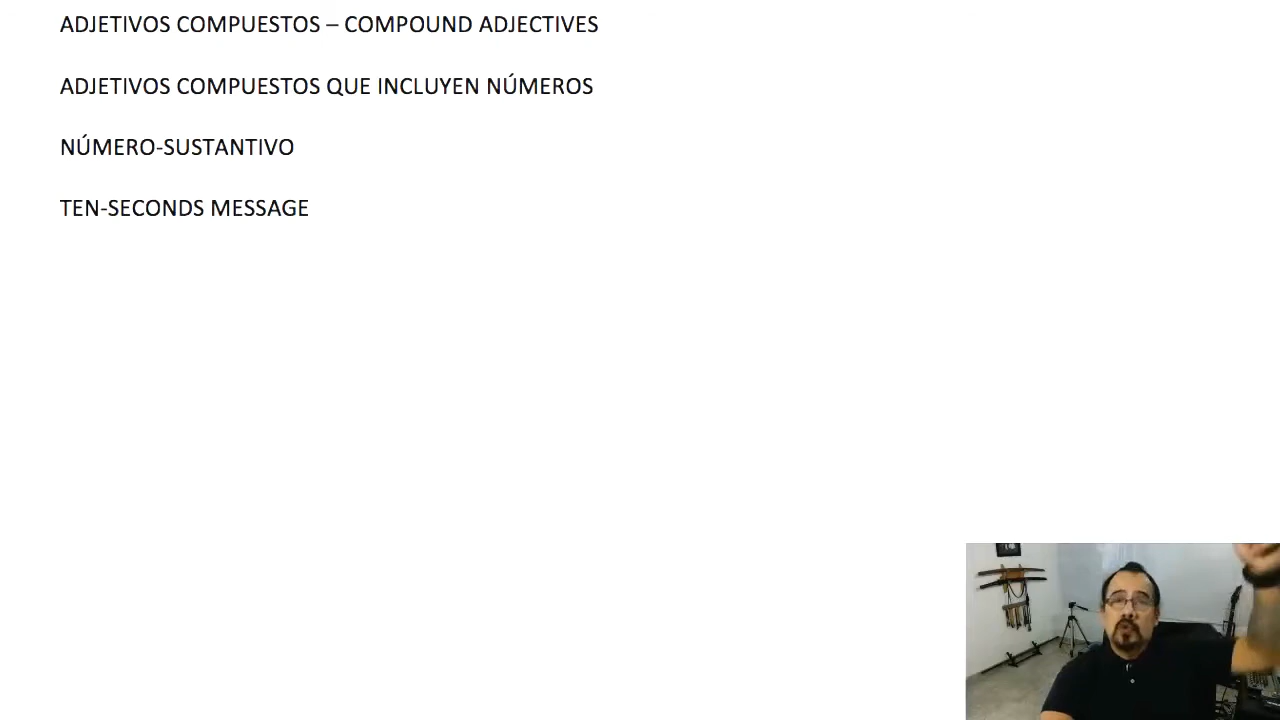 ADJETIVOS COMPUESTOS – COMPOUND ADJECTIVES
ADJETIVOS COMPUESTOS QUE INCLUYEN NÚMEROS
NÚMERO-SUSTANTIVO
TEN-SECONDS MESSAGE